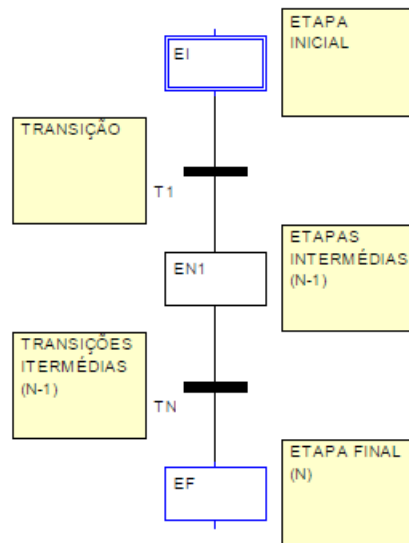 EI
ETAPA
INICIAL
TRANSIÇÃO
T1
EN1
ETAPAS
INTERMÉDIAS
(N-1)
TRANSIÇÕES
ITERMÉDIAS
(N-1)
TN
EF
ETAPA FINAL
(N)